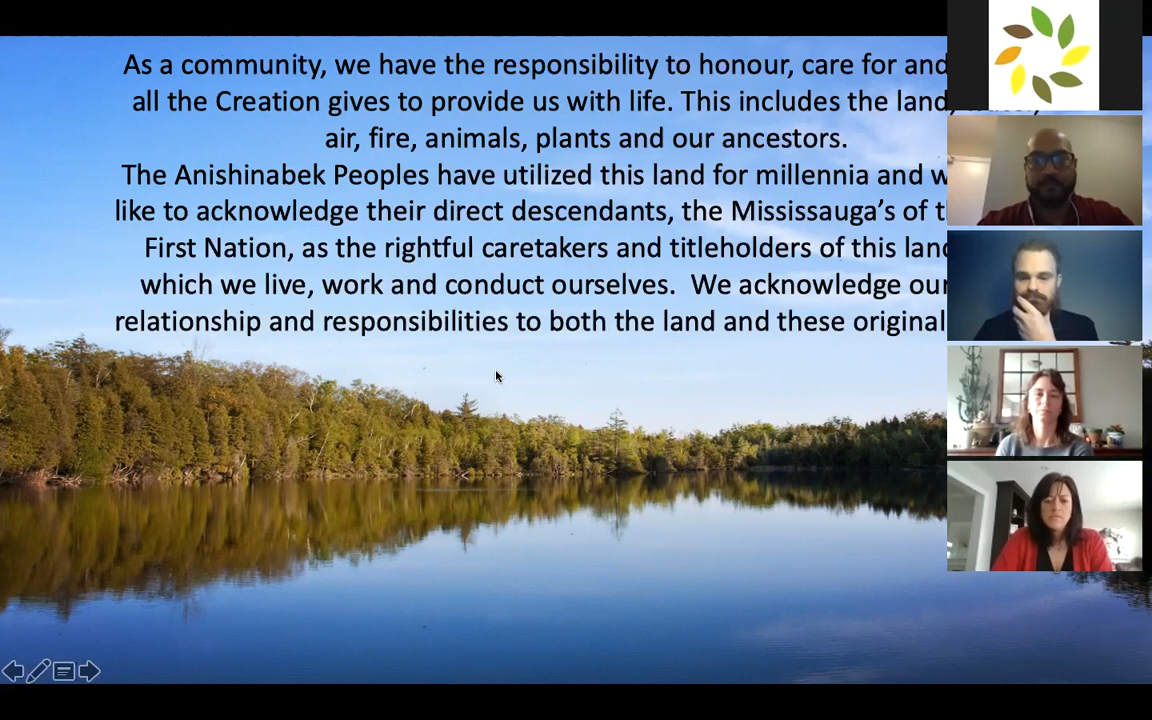 As a community, we have the responsibility to honour, care for and
all the Creation gives to provide us with life. This includes the land,
air, fire, animals, plants and our ancestors.
The Anishinabek Peoples have utilized this land for millennia and
like to acknowledge their direct descendants, the Mississauga’s of
First Nation, as the rightful caretakers and titleholders of this
which we live, work and conduct ourselves.  We acknowledge
relationship and responsibilities to both the land and these original